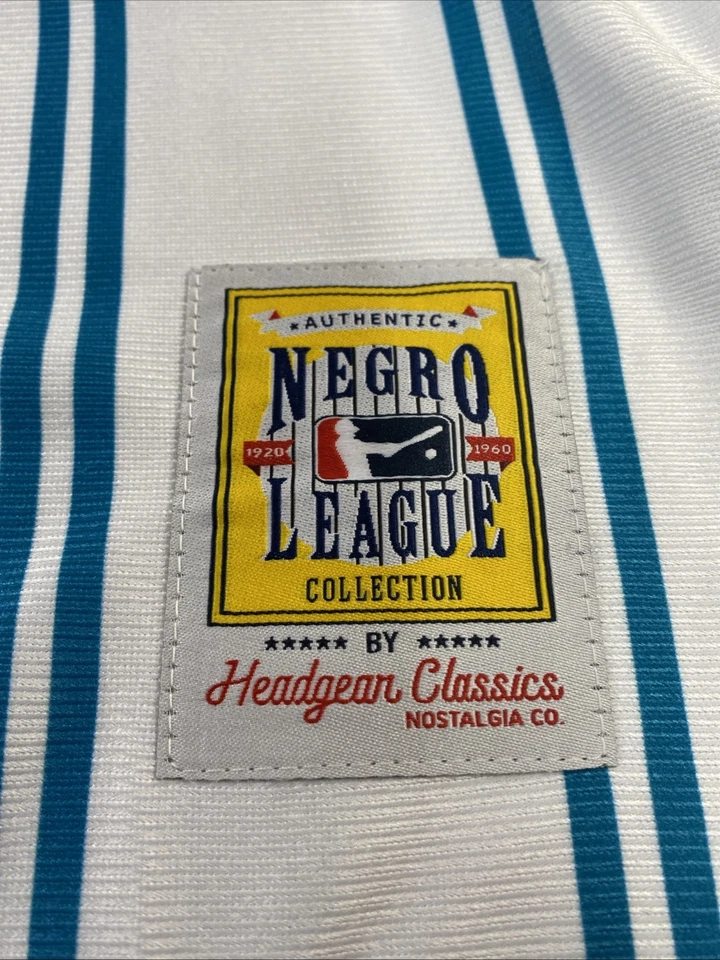 ★ AUTHENTIC ★
NEGRO
1920 1960
LEAGUE
COLLECTION
★★★★★ BY ★★★★★
Headgear Classics
NOSTALGIA CO.